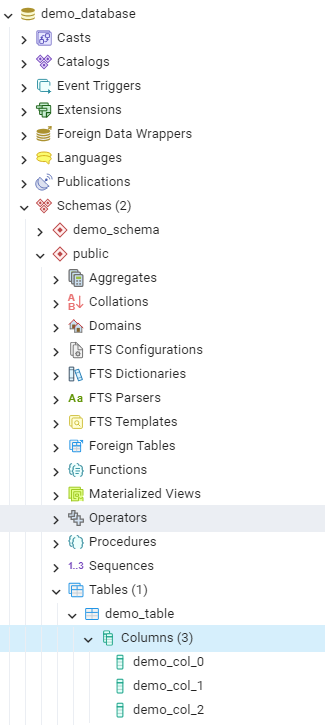 demo_database
Casts
Catalogs
Event Triggers
Extensions
Foreign Data Wrappers
Languages
Publications
Schemas (2)
demo_schema
public
Aggregates
Collations
Domains
FTS Configurations
FTS Dictionaries
Aa FTS Parsers
FTS Templates
Foreign Tables
Functions
Materialized Views
Operators
Procedures
1..3 Sequences
Tables (1)
demo_table
Columns (3)
demo_col_0
demo_col_1
demo_col_2